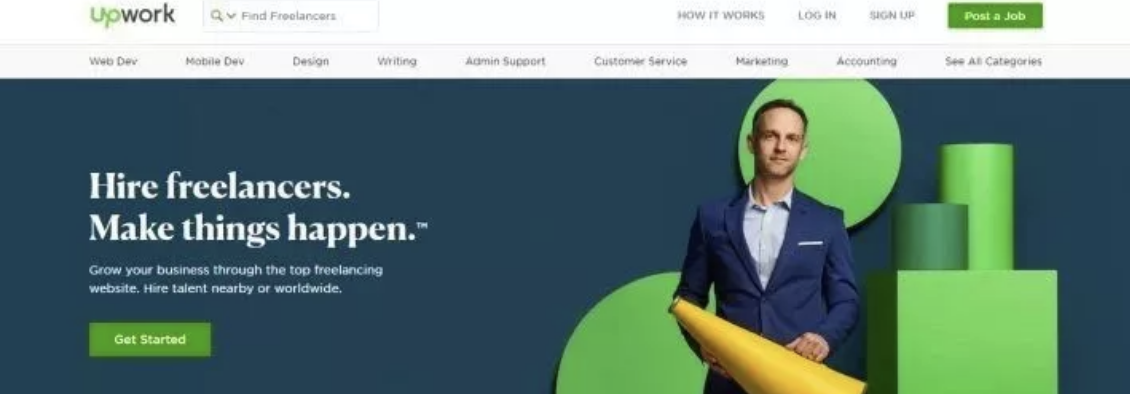 upwork
Find Freelancers
HOW IT WORKS
LOG IN
SIGN UP
Post a Job
Web Dev
Mobile Dev
Design
Writing
Admin Support
Customer Service
Marketing
Accounting
See All Categories
Hire freelancers.
Make things happen.™
Grow your business through the top freelancing
website. Hire talent nearby or worldwide.
Get Started